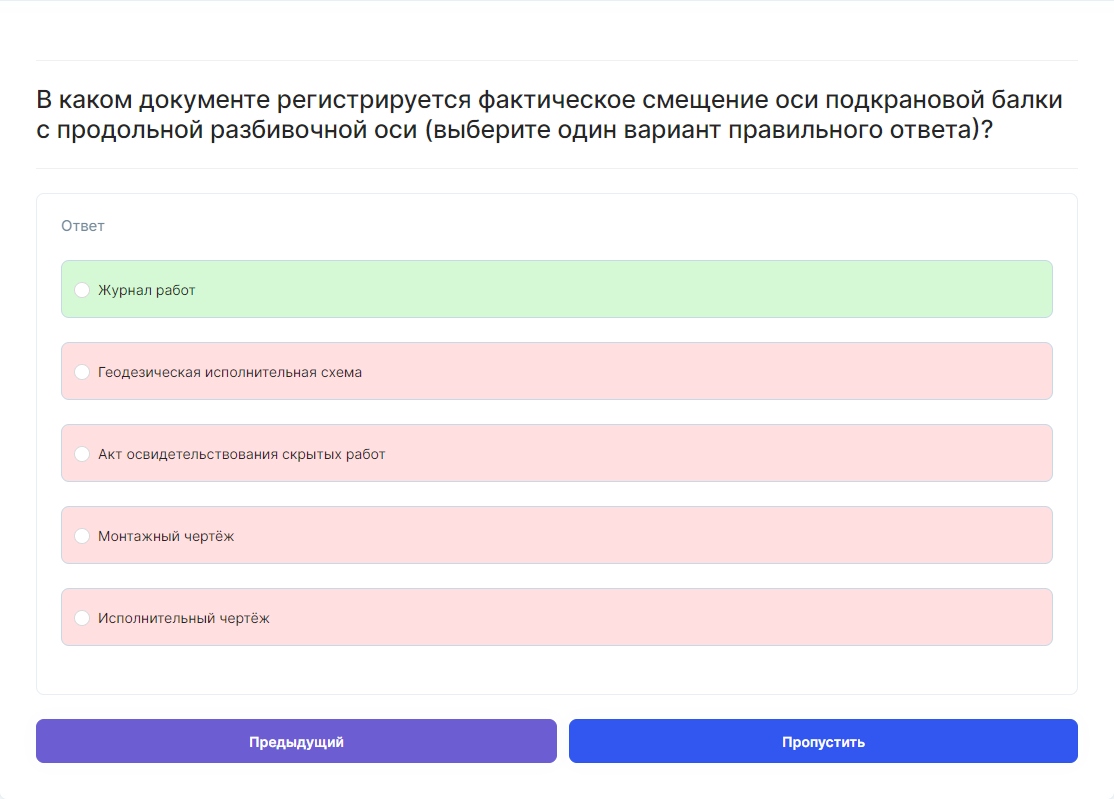 В каком документе регистрируется фактическое смещение оси подкрановой балки
с продольной разбивочной оси (выберите один вариант правильного ответа)?
Ответ
Журнал работ
Геодезическая исполнительная схема
Акт освидетельствования скрытых работ
Монтажный чертёж
Исполнительный чертёж
Предыдущий
Пропустить